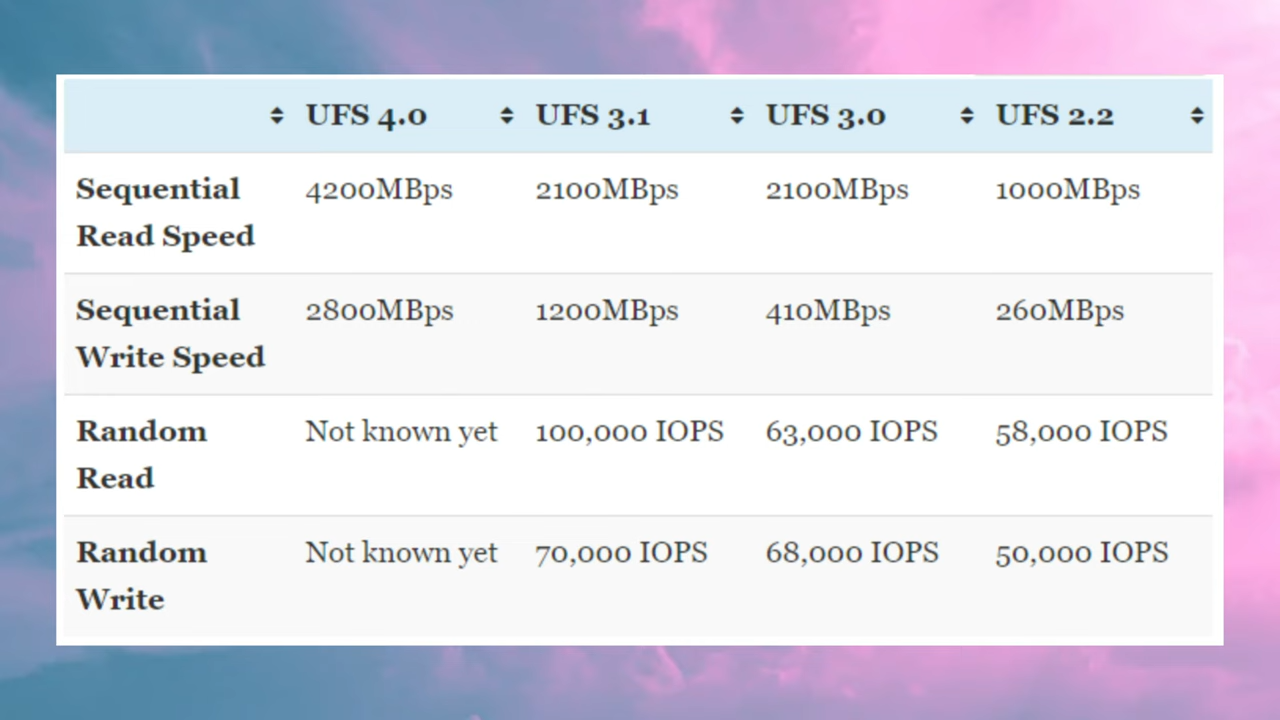 UFS 4.0 UFS 3.1 UFS 3.0 UFS 2.2
Sequential 4200MBps 2100MBps 2100MBps 1000MBps
Read Speed
Sequential 2800MBps 1200MBps 410MBps 260MBps
Write Speed
Random Not known yet 100,000 IOPS 63,000 IOPS 58,000 IOPS
Read
Random Not known yet 70,000 IOPS 68,000 IOPS 50,000 IOPS
Write